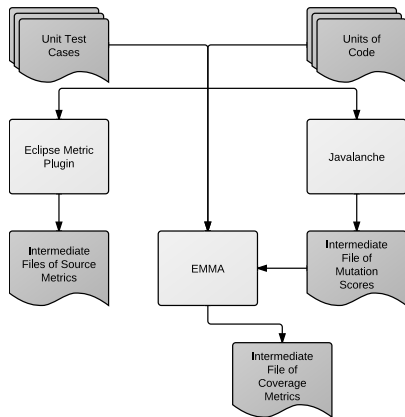 Unit Test
Cases
Units of
Code
Eclipse Metric
Plugin
Javalanche
Intermediate
Files of Source
Metrics
EMMA
Intermediate
File of
Mutation
Scores
Intermediate
File of
Coverage
Metrics